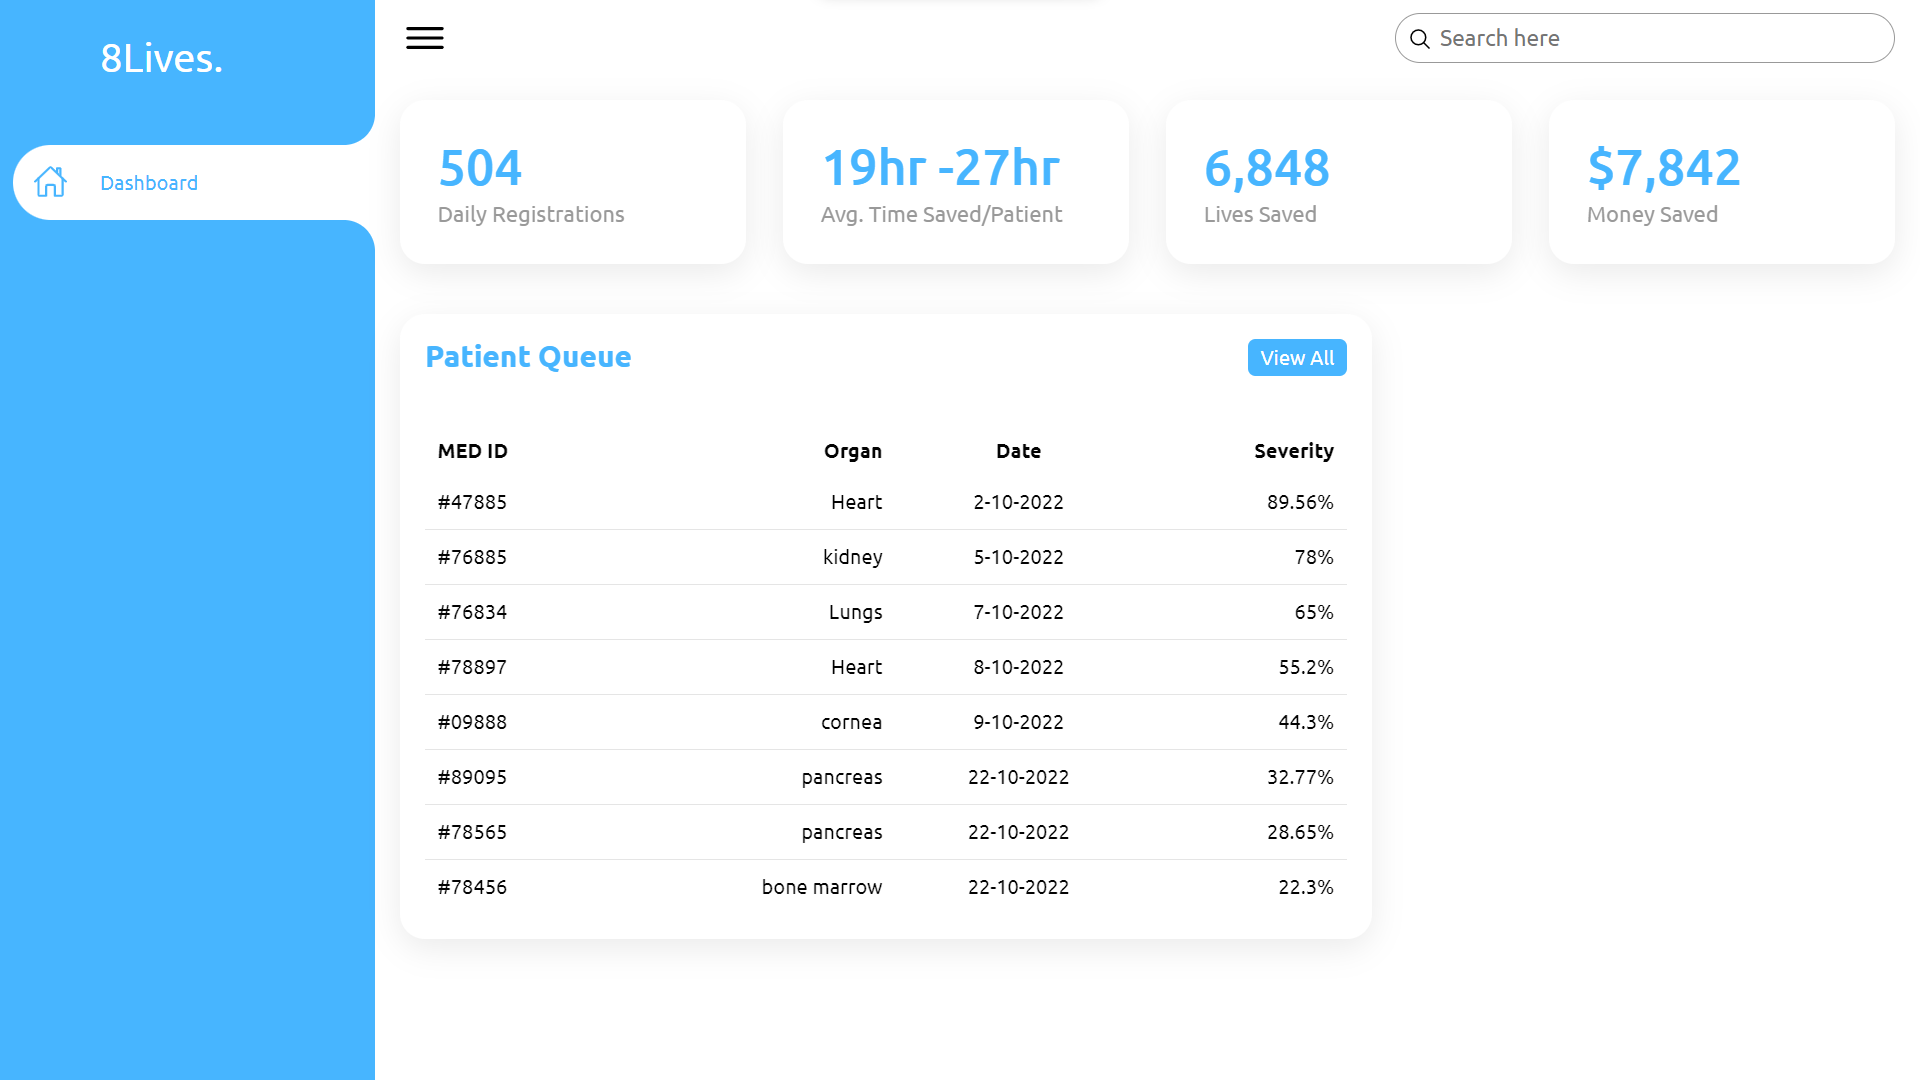 8Lives.
Search here
Dashboard
504
Daily Registrations
19hr -27hr
Avg. Time Saved/Patient
6,848
Lives Saved
$7,842
Money Saved
Patient Queue
View All
MED ID Organ Date Severity
#47885 Heart 2-10-2022 89.56%
#76885 kidney 5-10-2022 78%
#76834 Lungs 7-10-2022 65%
#78897 Heart 8-10-2022 55.2%
#09888 cornea 9-10-2022 44.3%
#89095 pancreas 22-10-2022 32.77%
#78565 pancreas 22-10-2022 28.65%
#78456 bone marrow 22-10-2022 22.3%